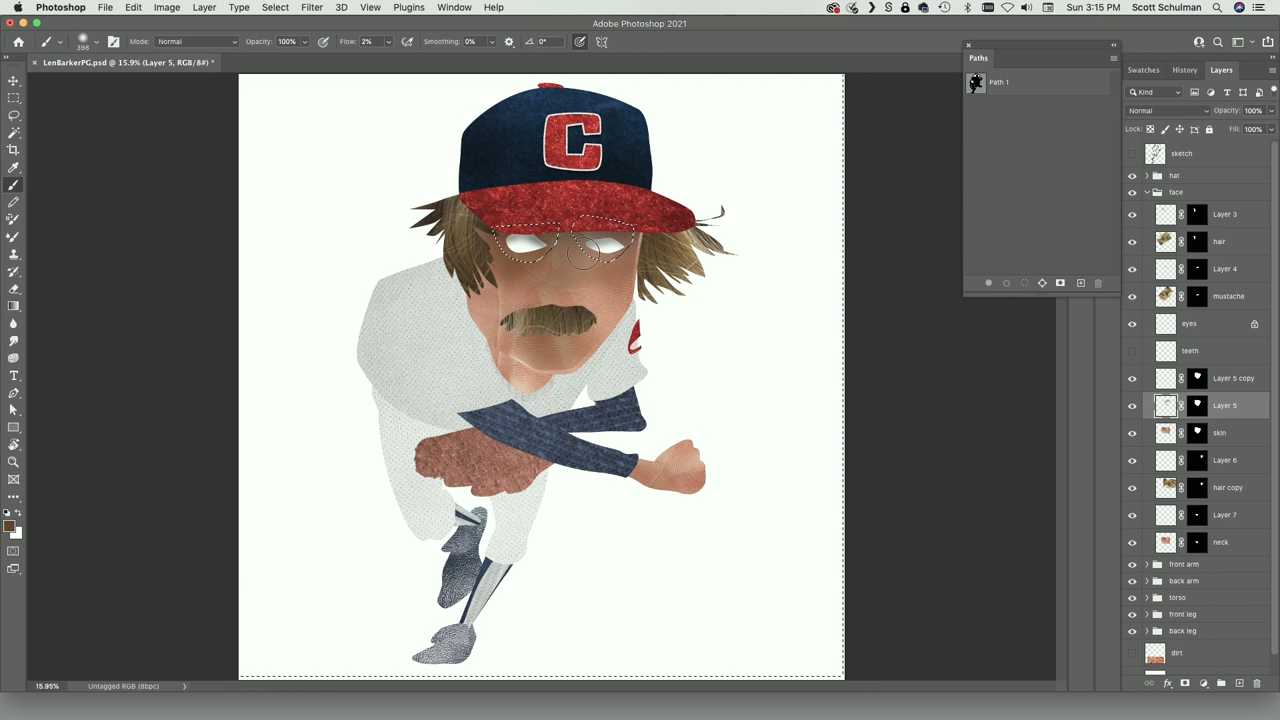 Photoshop File Edit Image Layer Type Select Filter 3D View Plugins Window Help Sun 3:15 PM Scott Schulman
Adobe Photoshop 2021
398 Mode: Normal Opacity: 100% Flow: 2% Smoothing: 0% 0°
LenBarkerPG.psd @ 15.9% (Layer 5, RGB/8#) *
Paths
Path 1
Swatches History Layers
Kind
Normal Opacity: 100%
Lock: Fill: 100%
sketch
hat
face
Layer 3
hair
Layer 4
mustache
eyes
teeth
Layer 5 copy
Layer 5
skin
Layer 6
hair copy
Layer 7
neck
front arm
back arm
torso
front leg
back leg
dirt
C
15.95% Untagged RGB (8bpc)